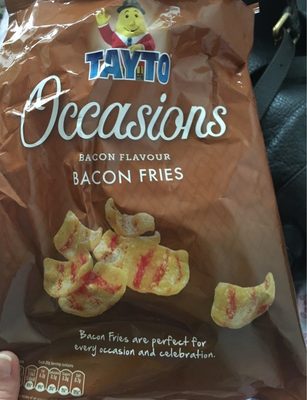 TAYTO
Occasions
BACON FLAVOUR
BACON FRIES
Bacon Fries are perfect for
every occasion and celebration.